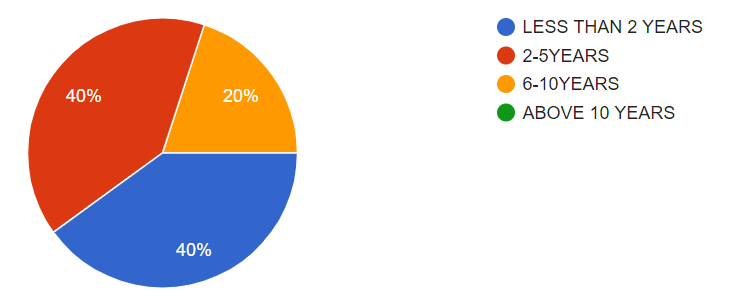 LESS THAN 2 YEARS
2-5YEARS
6-10YEARS
ABOVE 10 YEARS
40%
20%
40%